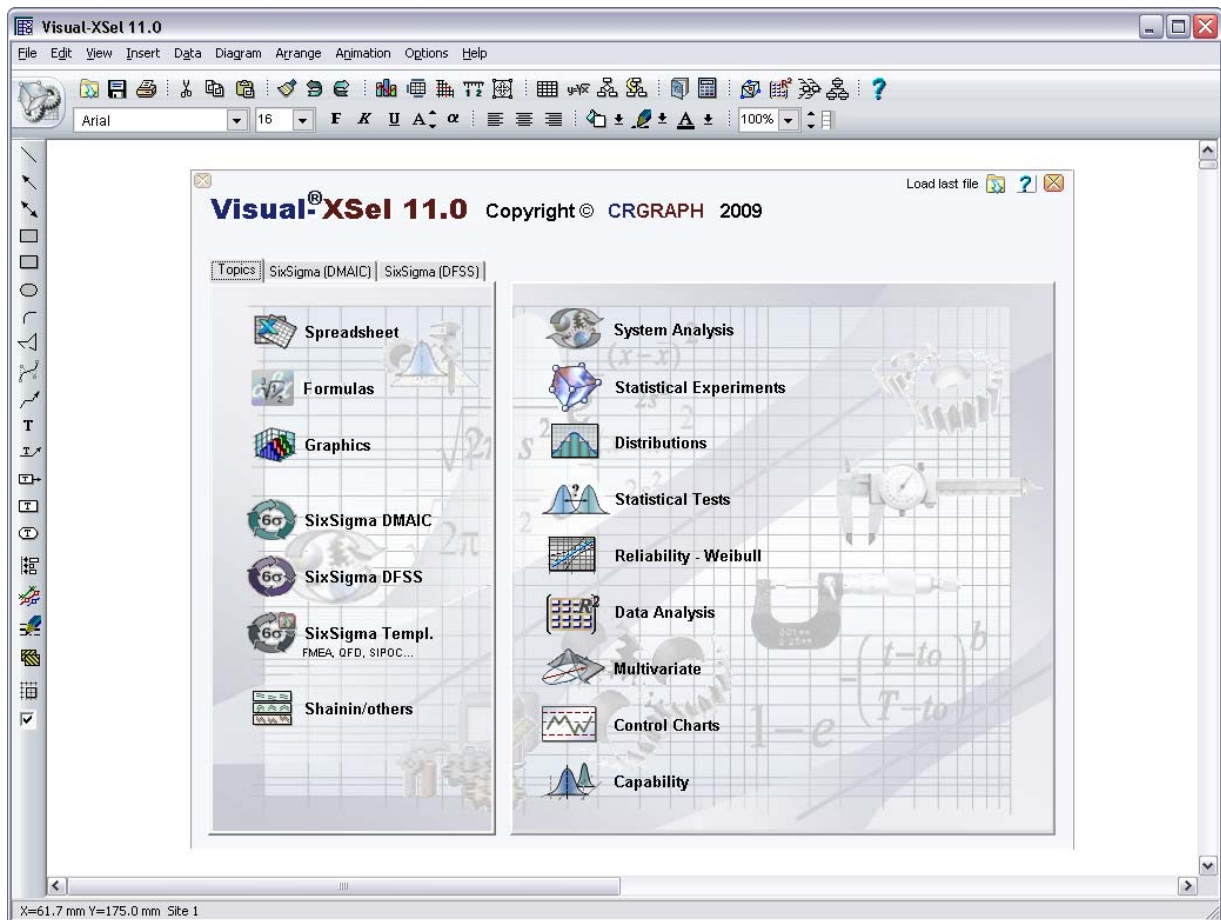 Visual-XSel 11.0
File Edit View Insert Data Diagram Arrange Animation Options Help
Arial 16 F K U A α A 100%
Load last file
Visual-®XSel 11.0 Copyright © CRGRAPH 2009
Topics SixSigma (DMAIC) SixSigma (DFSS)
Spreadsheet
Formulas
Graphics
SixSigma DMAIC
SixSigma DFSS
SixSigma Templ.
FMEA, QFD, SIPOC...
Shainin/others
System Analysis
Statistical Experiments
Distributions
Statistical Tests
Reliability - Weibull
Data Analysis
Multivariate
Control Charts
Capability
X=61.7 mm Y=175.0 mm Site 1